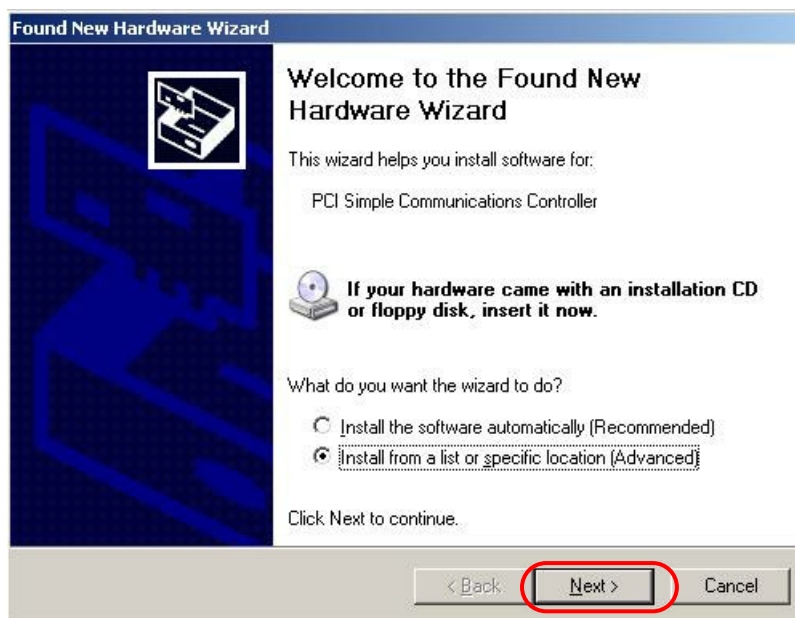 Found New Hardware Wizard
Welcome to the Found New
Hardware Wizard
This wizard helps you install software for:
PCI Simple Communications Controller
If your hardware came with an installation CD
or floppy disk, insert it now.
What do you want the wizard to do?
Install the software automatically (Recommended)
Install from a list or specific location (Advanced)
Click Next to continue.
< Back
Next >
Cancel